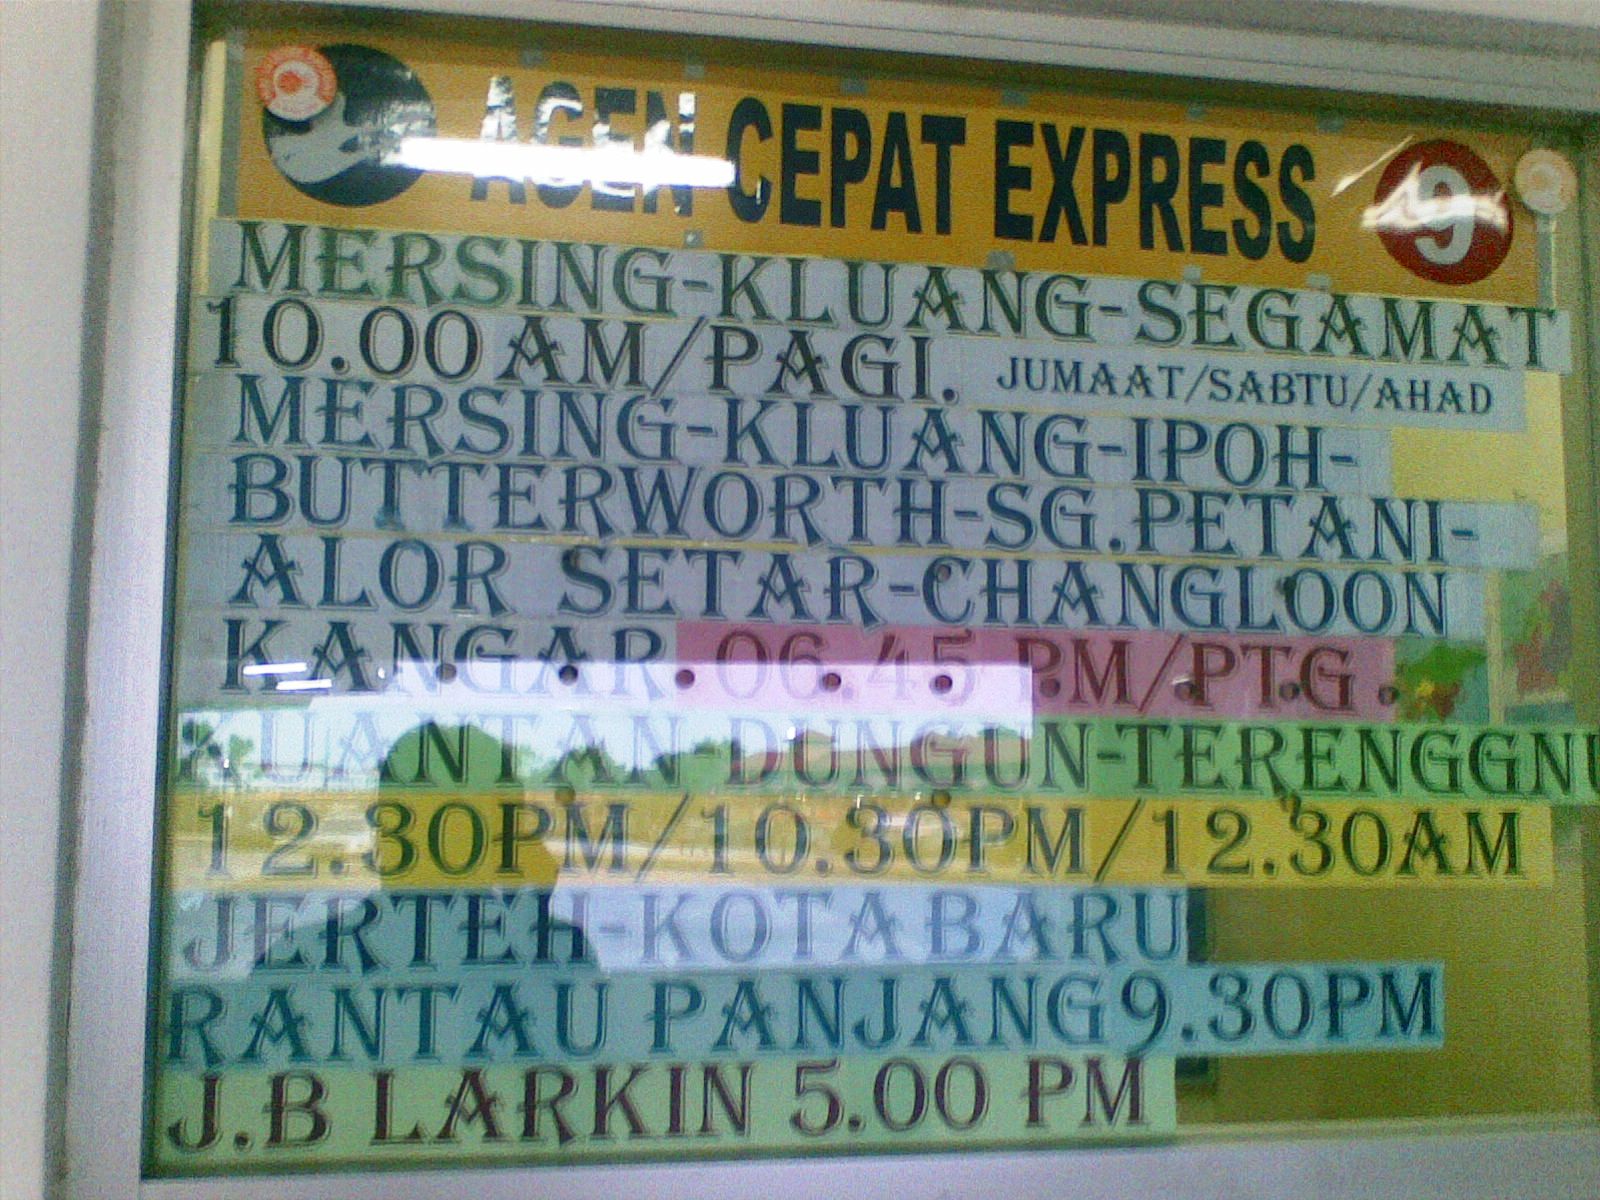 AGEN CEPAT EXPRESS 9
MERSING-KLUANG-SEGAMAT
10.00 AM/PAGI. JUMAAT/SABTU/AHAD
MERSING-KLUANG-IPOH-
BUTTERWORTH-SG.PETANI-
ALOR SETAR-CHANGLOON
KANGAR 06.45 PM/PTG.
KUANTAN-DUNGUN-TERENGGNU
12.30PM/10.30PM/12.30AM
JERTEH-KOTABARU
RANTAU PANJANG 9.30PM
J.B LARKIN 5.00 PM